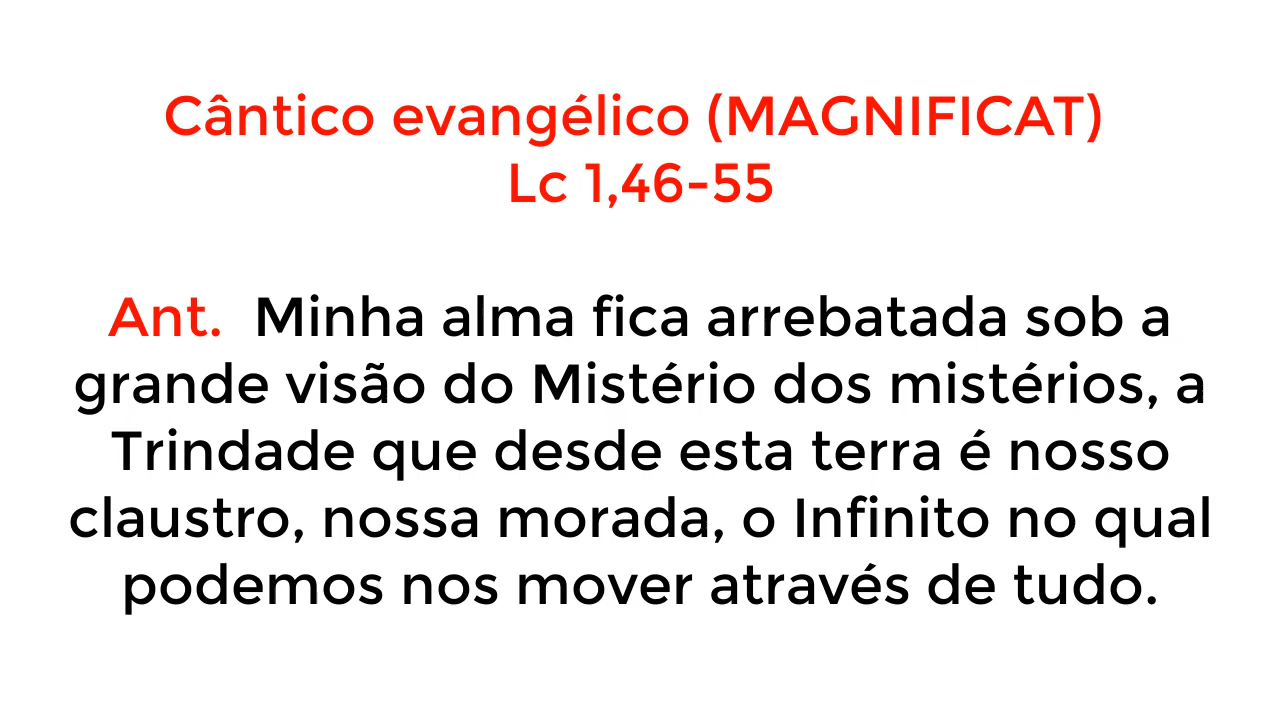 Cântico evangélico (MAGNIFICAT)
Lc 1,46-55
Ant. Minha alma fica arrebatada sob a
grande visão do Mistério dos mistérios, a
Trindade que desde esta terra é nosso
claustro, nossa morada, o Infinito no qual
podemos nos mover através de tudo.